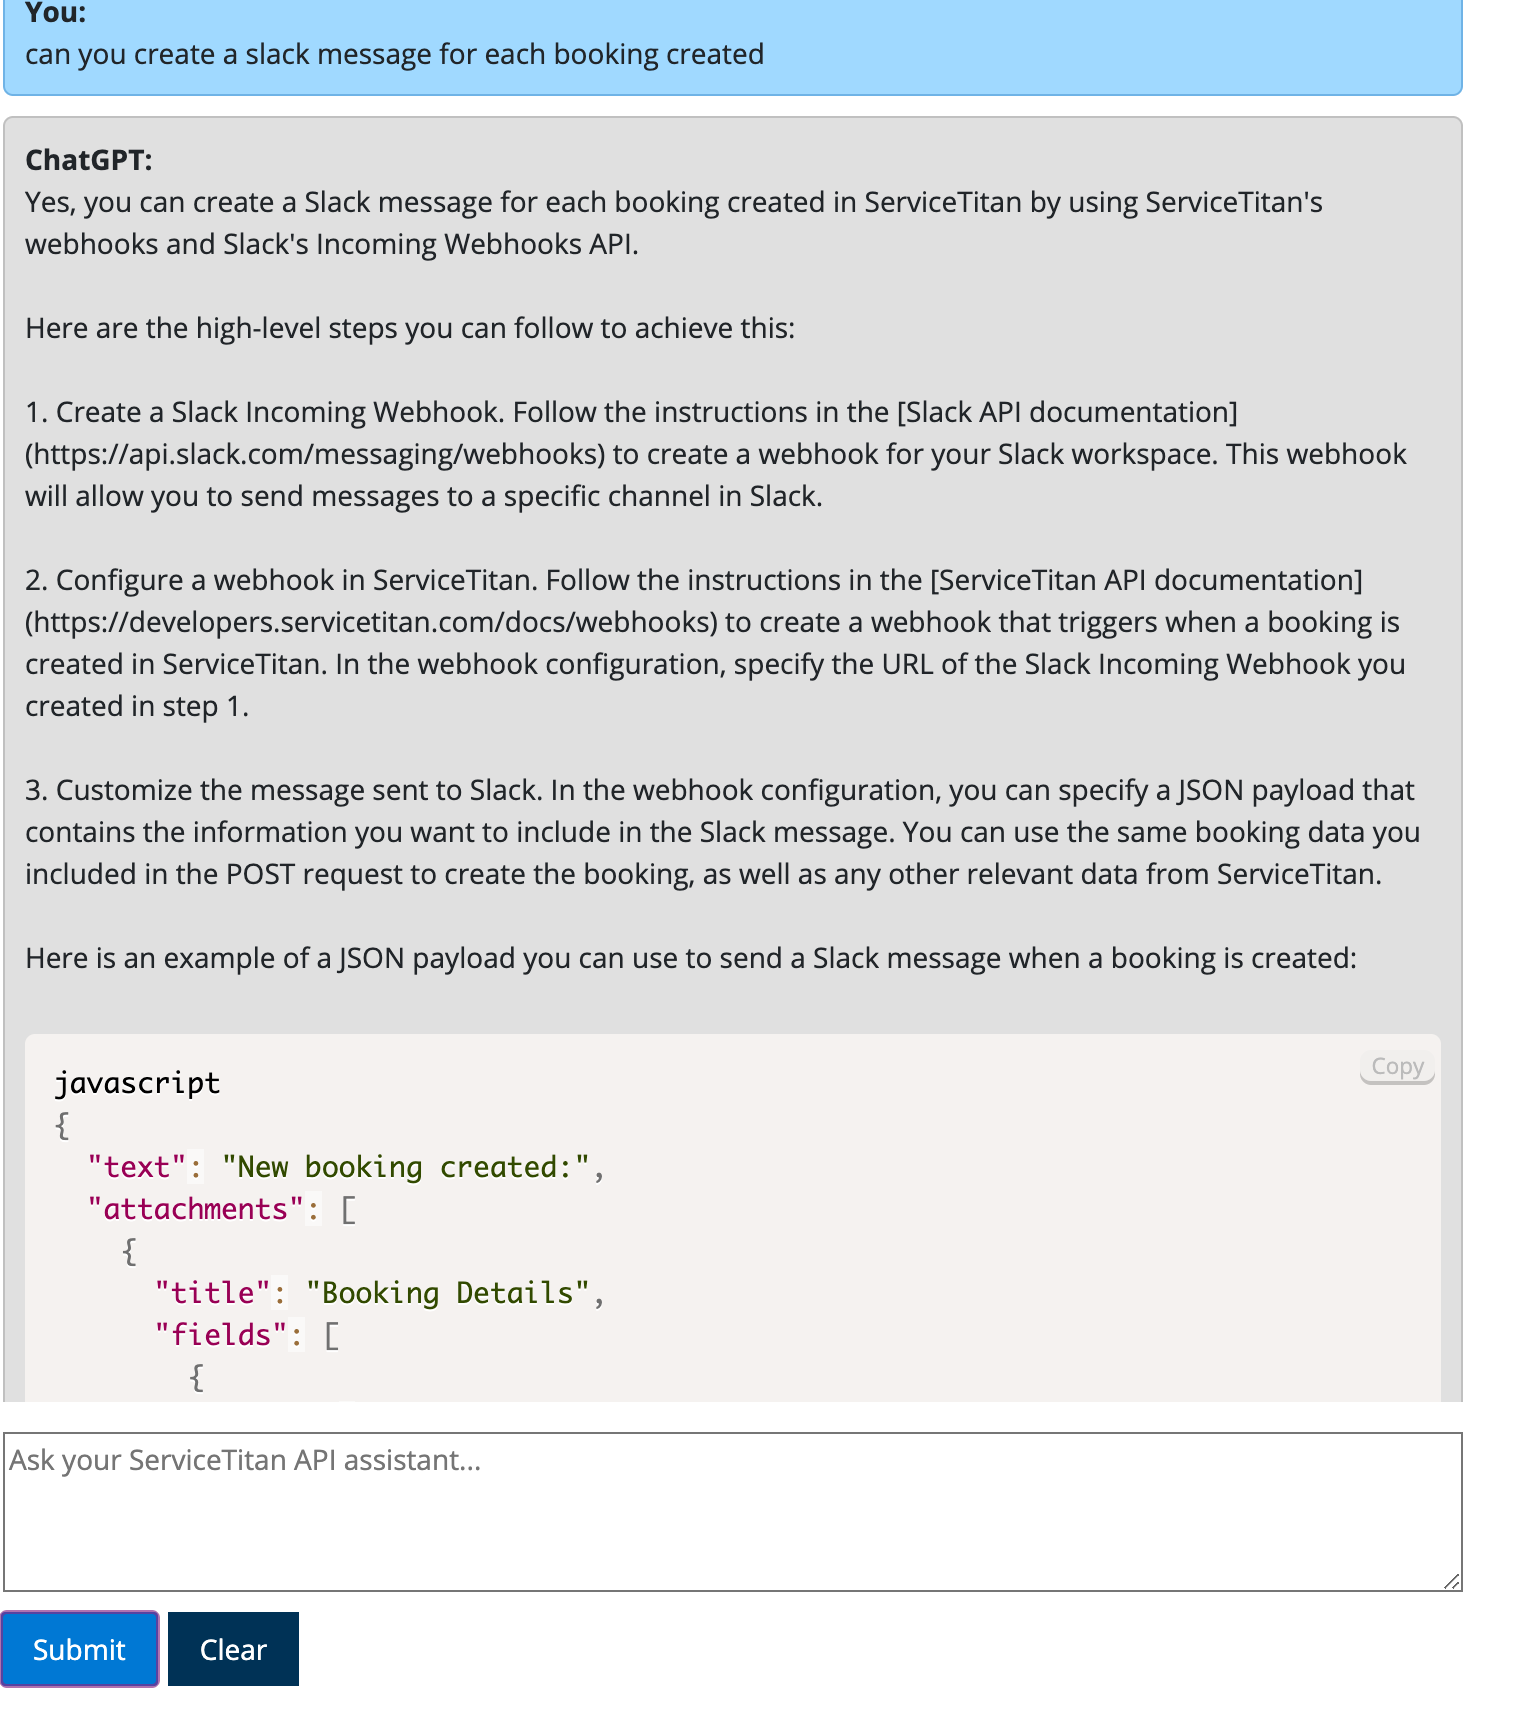 You:
can you create a slack message for each booking created
ChatGPT:
Yes, you can create a Slack message for each booking created in ServiceTitan by using ServiceTitan's
webhooks and Slack's Incoming Webhooks API.
Here are the high-level steps you can follow to achieve this:
1. Create a Slack Incoming Webhook. Follow the instructions in the [Slack API documentation]
(https://api.slack.com/messaging/webhooks) to create a webhook for your Slack workspace. This webhook
will allow you to send messages to a specific channel in Slack.
2. Configure a webhook in ServiceTitan. Follow the instructions in the [ServiceTitan API documentation]
(https://developers.servicetitan.com/docs/webhooks) to create a webhook that triggers when a booking is
created in ServiceTitan. In the webhook configuration, specify the URL of the Slack Incoming Webhook you
created in step 1.
3. Customize the message sent to Slack. In the webhook configuration, you can specify a JSON payload that
contains the information you want to include in the Slack message. You can use the same booking data you
included in the POST request to create the booking, as well as any other relevant data from ServiceTitan.
Here is an example of a JSON payload you can use to send a Slack message when a booking is created:
Copy
javascript
{
  "text": "New booking created:",
  "attachments": [
    {
      "title": "Booking Details",
      "fields": [
        {
Ask your ServiceTitan API assistant...
Submit
Clear